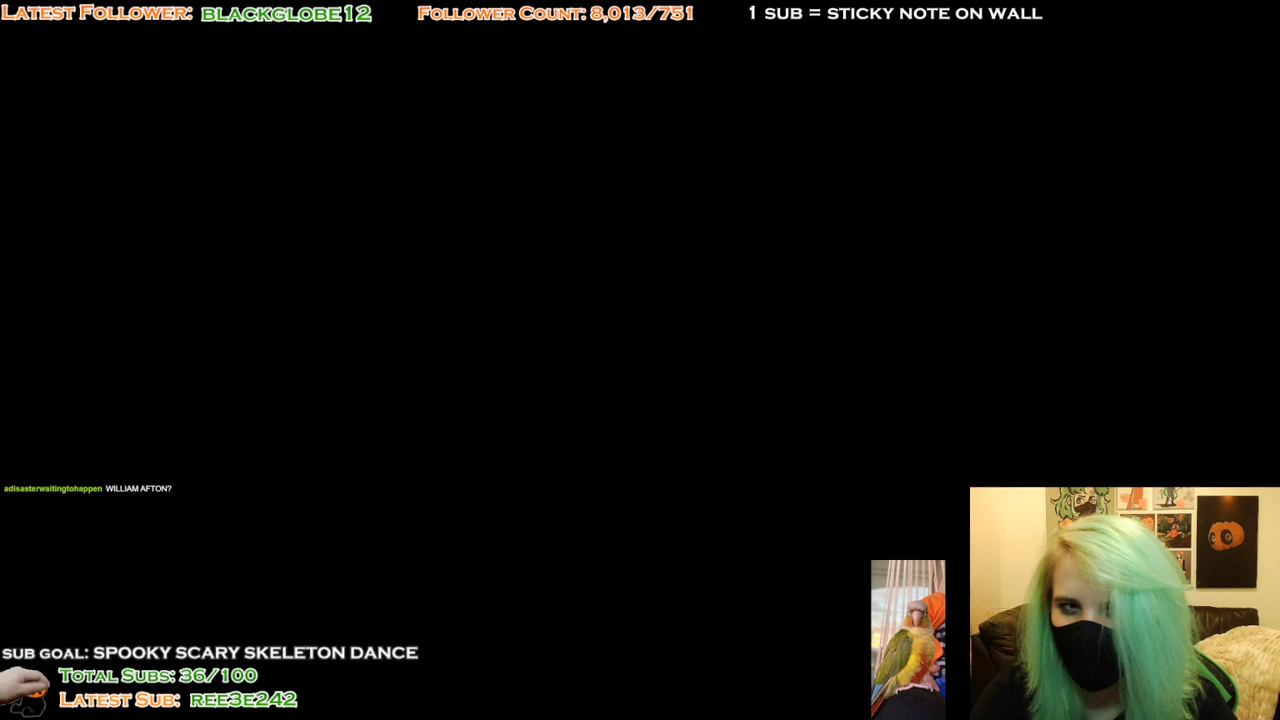 LATEST FOLLOWER: BLACKGLOBE12 FOLLOWER COUNT: 8,013/751 1 SUB = STICKY NOTE ON WALL
adisasterwaitingtohappen WILLIAM AFTON?
SUB GOAL: SPOOKY SCARY SKELETON DANCE
TOTAL SUBS: 36/100
LATEST SUB: REE3E242